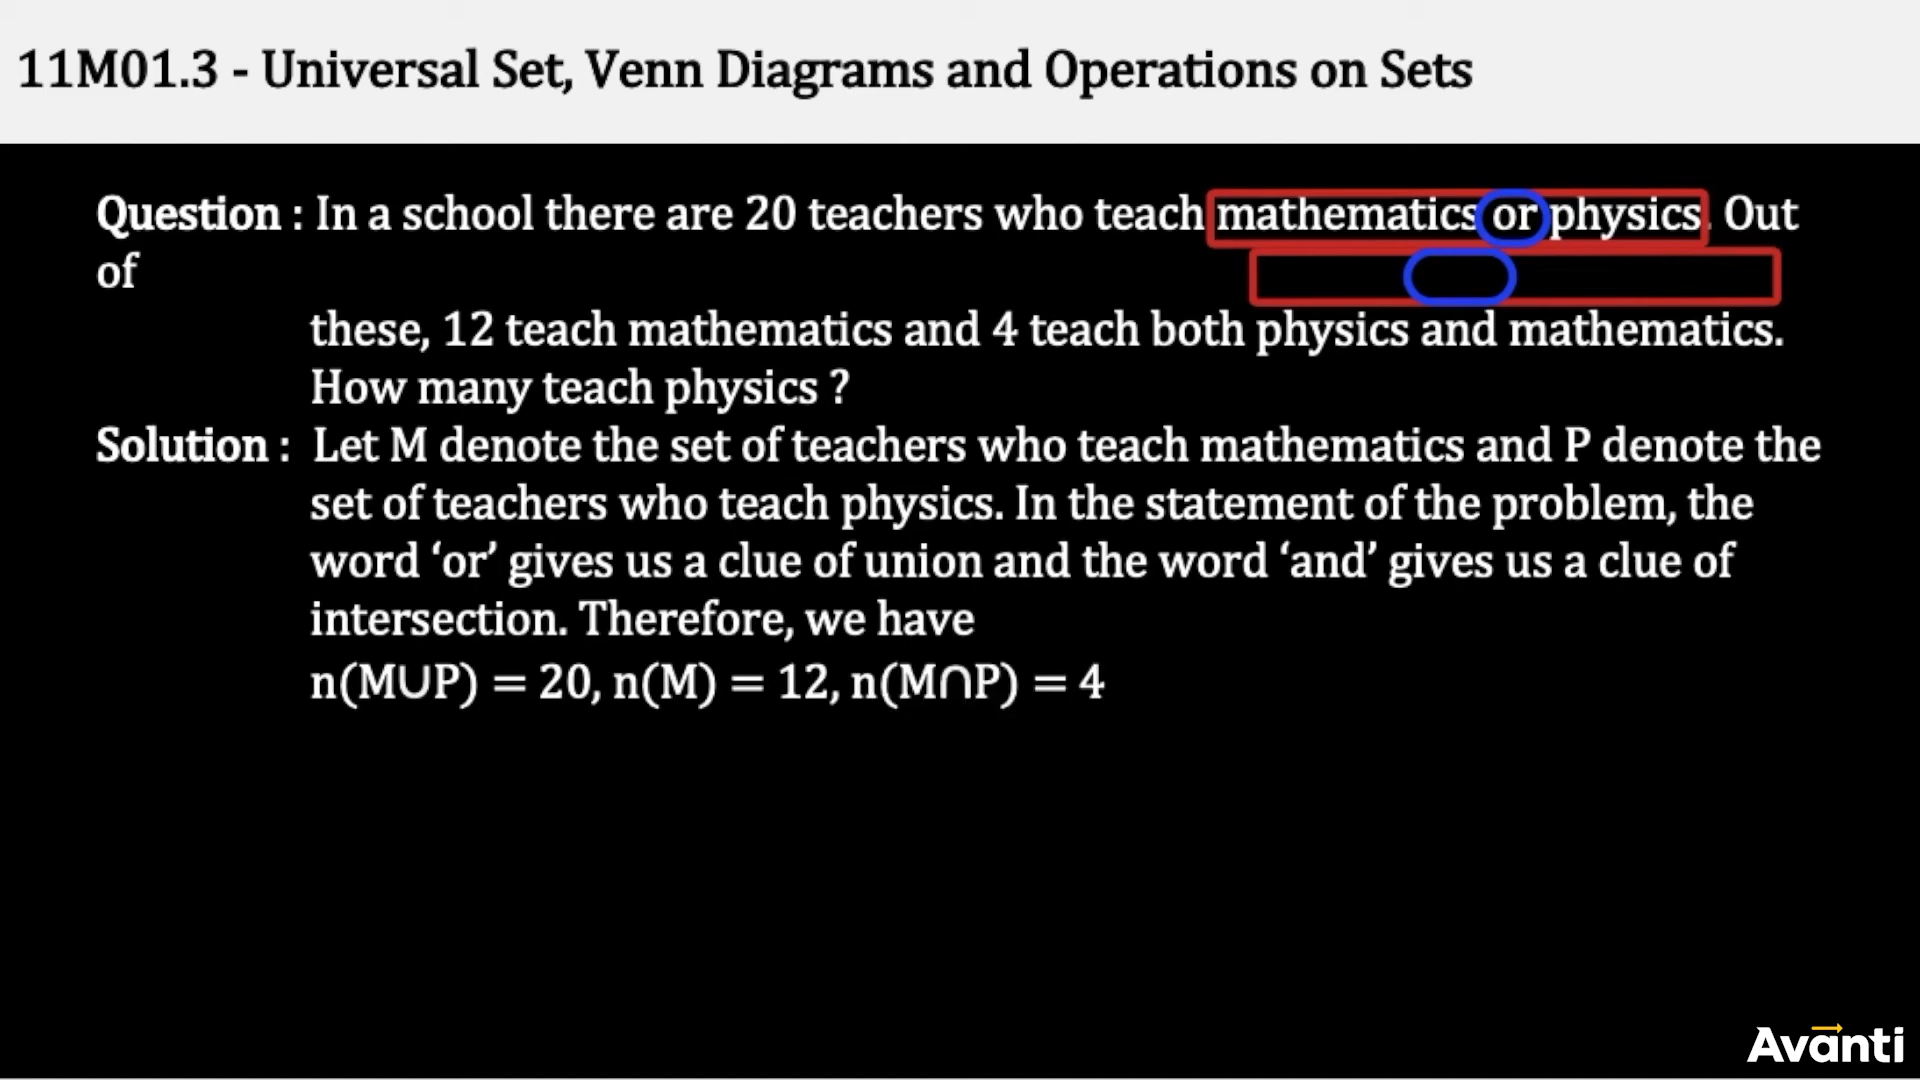 11M01.3 - Universal Set, Venn Diagrams and Operations on Sets
Question : In a school there are 20 teachers who teach mathematics or physics. Out
of
these, 12 teach mathematics and 4 teach both physics and mathematics.
How many teach physics ?
Solution : Let M denote the set of teachers who teach mathematics and P denote the
set of teachers who teach physics. In the statement of the problem, the
word ‘or’ gives us a clue of union and the word ‘and’ gives us a clue of
intersection. Therefore, we have
n(M∪P) = 20, n(M) = 12, n(M∩P) = 4
Avanti